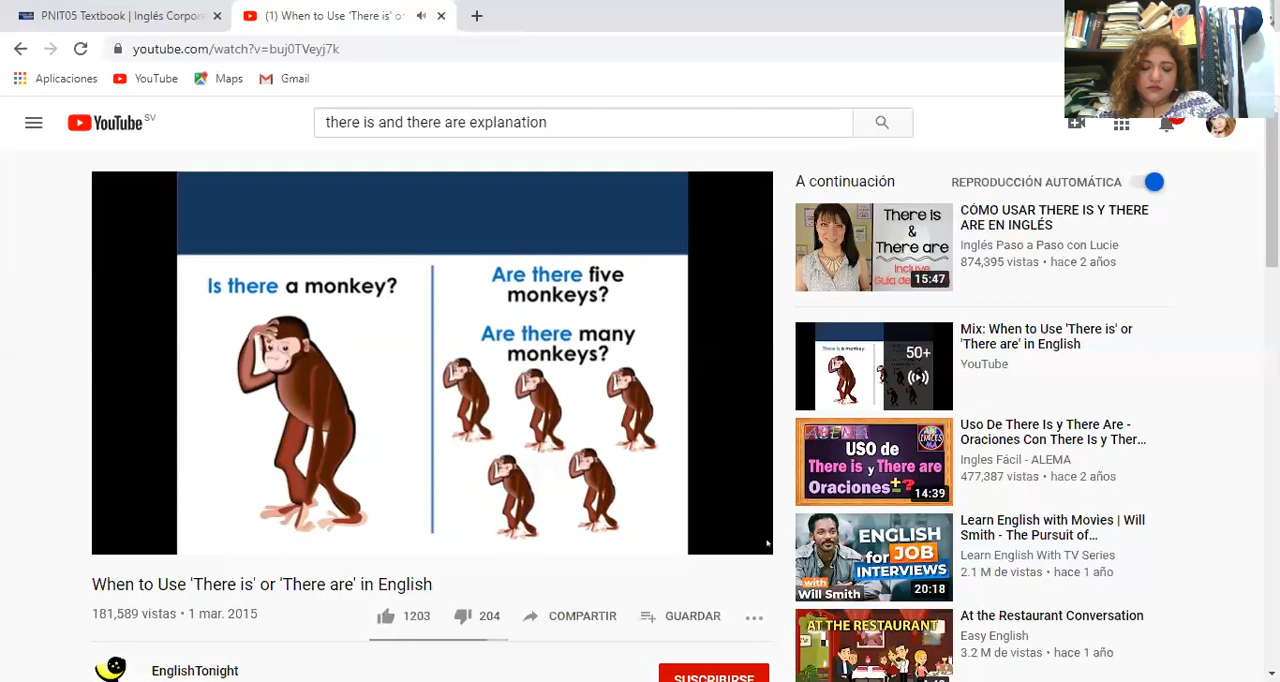 PNIT05 Textbook | Inglés Corpor
(1) When to Use 'There is' or
youtube.com/watch?v=buj0TVeyj7k
Aplicaciones
YouTube
Maps
Gmail
YouTube SV
there is and there are explanation
Is there a monkey?
Are there five
monkeys?
Are there many
monkeys?
When to Use 'There is' or 'There are' in English
181,589 vistas • 1 mar. 2015
1203
204
COMPARTIR
GUARDAR
EnglishTonight
SUSCRIBIRSE
A continuación
REPRODUCCIÓN AUTOMÁTICA
There is
&
There are
Incluye
15:47
CÓMO USAR THERE IS Y THERE
ARE EN INGLÉS
Inglés Paso a Paso con Lucie
874,395 vistas • hace 2 años
There is a monkey.
50+
Mix: When to Use 'There is' or
'There are' in English
YouTube
USO de
There is y There are
Oraciones ± ?
14:39
Uso De There Is y There Are -
Oraciones Con There Is y Ther...
Ingles Fácil - ALEMA
477,387 vistas • hace 2 años
ENGLISH
for JOB
INTERVIEWS
with
Will Smith
20:18
Learn English with Movies | Will
Smith - The Pursuit of...
Learn English With TV Series
2.1 M de vistas • hace 1 año
AT THE RESTAURANT
At the Restaurant Conversation
Easy English
3.2 M de vistas • hace 1 año